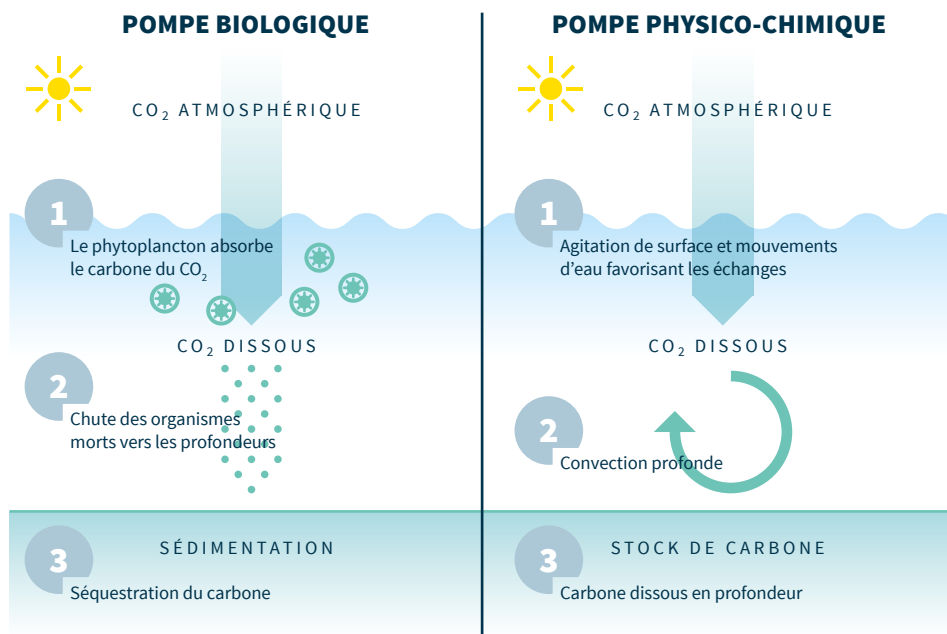 POMPE BIOLOGIQUE
CO₂ ATMOSPHÉRIQUE
1
Le phytoplancton absorbe
le carbone du CO₂
CO₂ DISSOUS
2
Chute des organismes
morts vers les profondeurs
3
SÉDIMENTATION
Séquestration du carbone
POMPE PHYSICO-CHIMIQUE
CO₂ ATMOSPHÉRIQUE
1
Agitation de surface et mouvements
d’eau favorisant les échanges
CO₂ DISSOUS
2
Convection profonde
3
STOCK DE CARBONE
Carbone dissous en profondeur